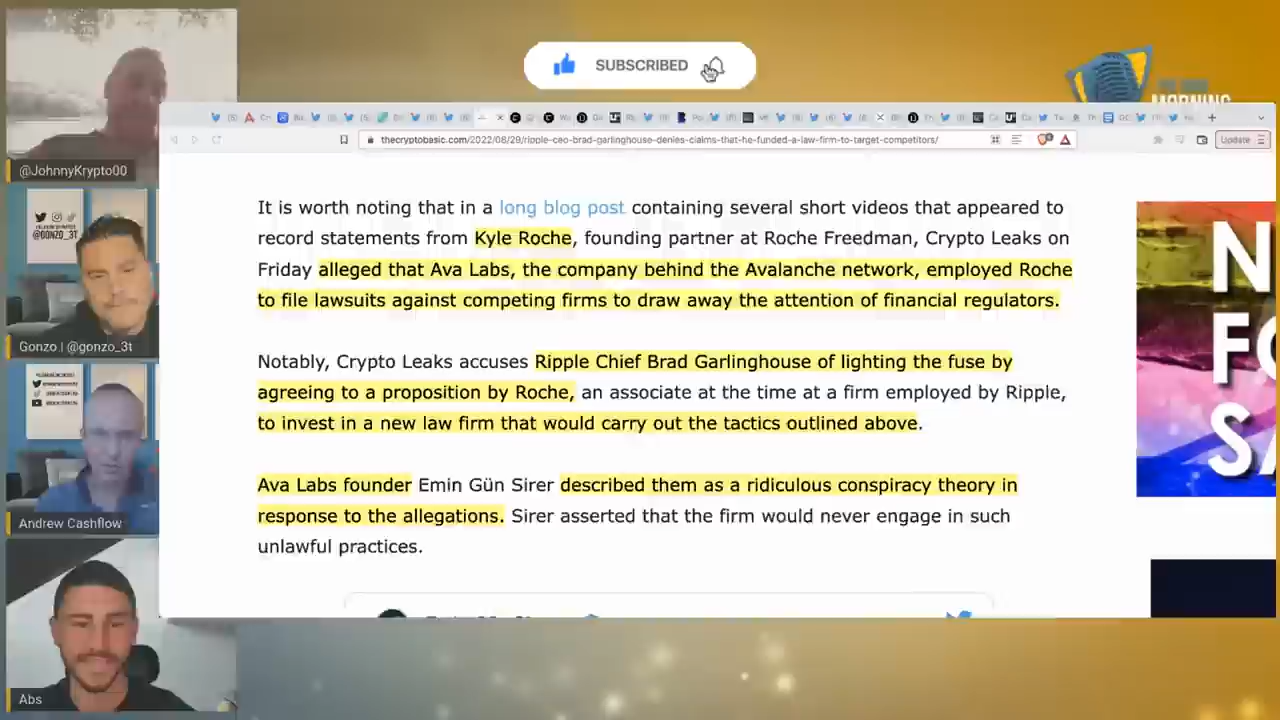 SUBSCRIBED
MORNING
thecryptobasic.com/2022/08/29/ripple-ceo-brad-garlinghouse-denies-claims-that-he-funded-a-law-firm-to-target-competitors/
Update
@JohnnyKrypto00
@GONZO_3T
Gonzo | @gonzo_3t
Andrew Cashflow
Abs
It is worth noting that in a long blog post containing several short videos that appeared to
record statements from Kyle Roche, founding partner at Roche Freedman, Crypto Leaks on
Friday alleged that Ava Labs, the company behind the Avalanche network, employed Roche
to file lawsuits against competing firms to draw away the attention of financial regulators.
Notably, Crypto Leaks accuses Ripple Chief Brad Garlinghouse of lighting the fuse by
agreeing to a proposition by Roche, an associate at the time at a firm employed by Ripple,
to invest in a new law firm that would carry out the tactics outlined above.
Ava Labs founder Emin Gün Sirer described them as a ridiculous conspiracy theory in
response to the allegations. Sirer asserted that the firm would never engage in such
unlawful practices.